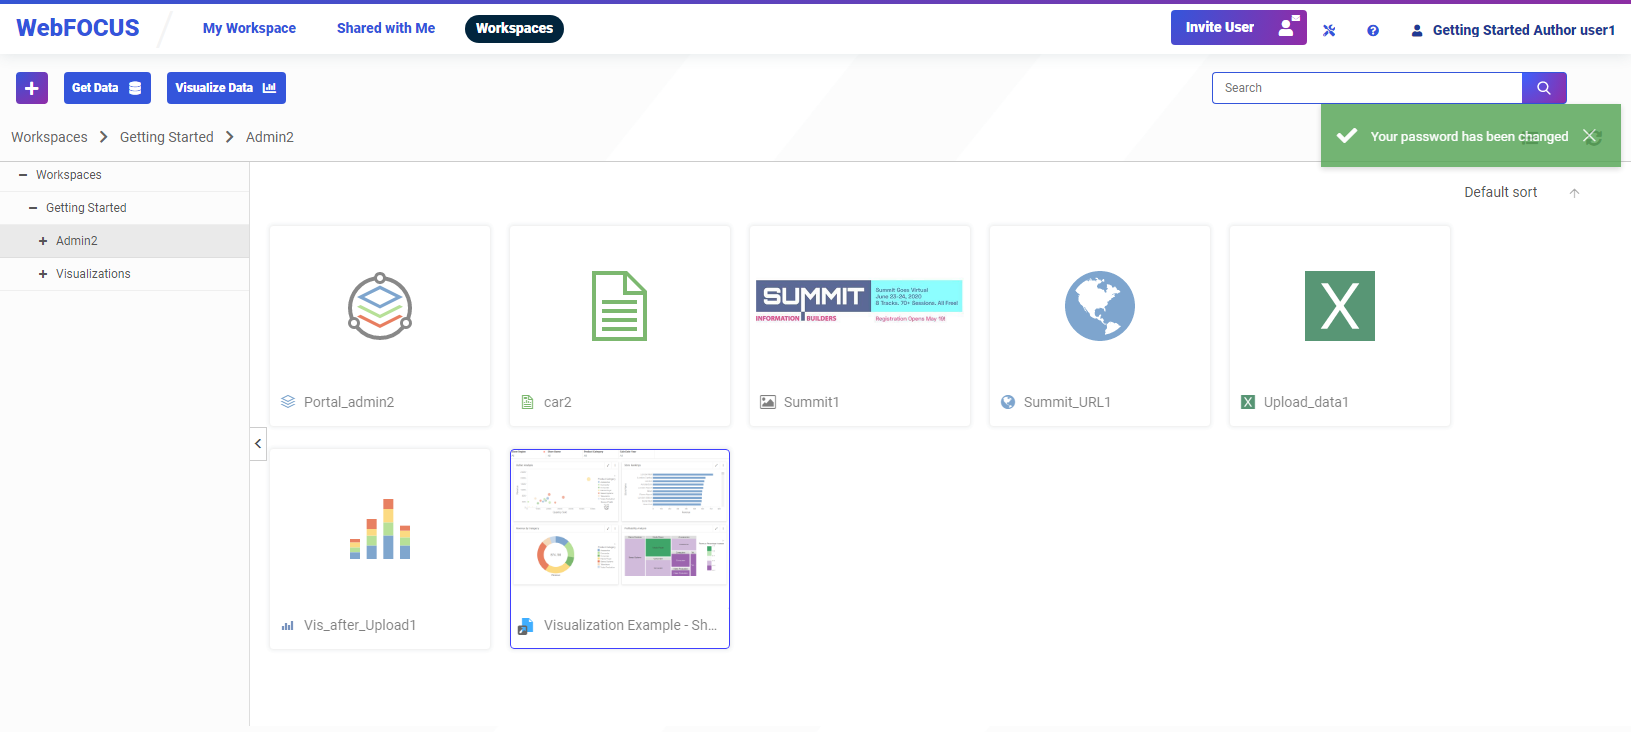 WebFOCUS
My Workspace
Shared with Me
Workspaces
Invite User
Getting Started Author user1
Get Data
Visualize Data
Search
Workspaces
Getting Started
Admin2
Your password has been changed
Workspaces
Getting Started
Admin2
Visualizations
Default sort
SUMMIT
INFORMATION BUILDERS
Summit Goes Virtual
June 23-24, 2020
8 Tracks. 70+ Sessions. All Free!
Registration Opens May 19!
Portal_admin2
car2
Summit1
Summit_URL1
Upload_data1
Vis_after_Upload1
Visualization Example - Sh...